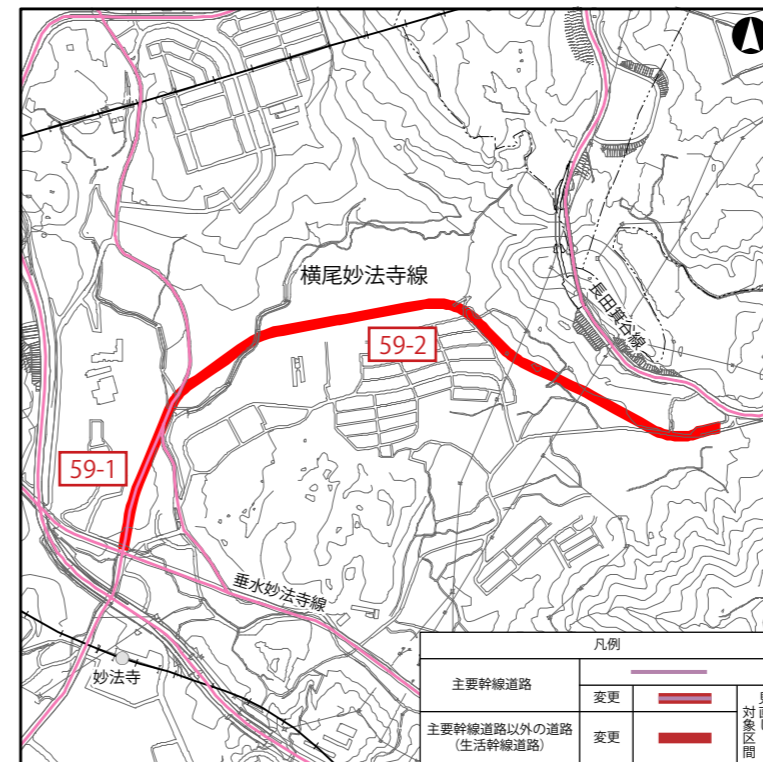 横尾妙法寺線
長田箕谷線
59-2
59-1
垂水妙法寺線
妙法寺
凡例
主要幹線道路
変更
主要幹線道路以外の道路
(生活幹線道路)
変更
見直し
対象区間